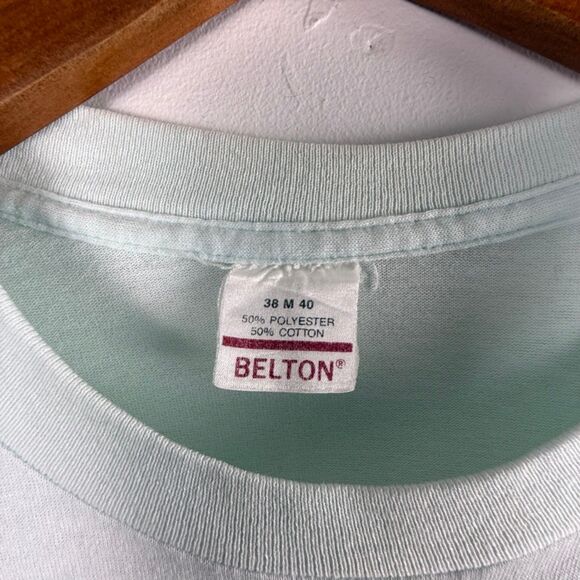 38 M 40
50% POLYESTER
50% COTTON
BELTON®